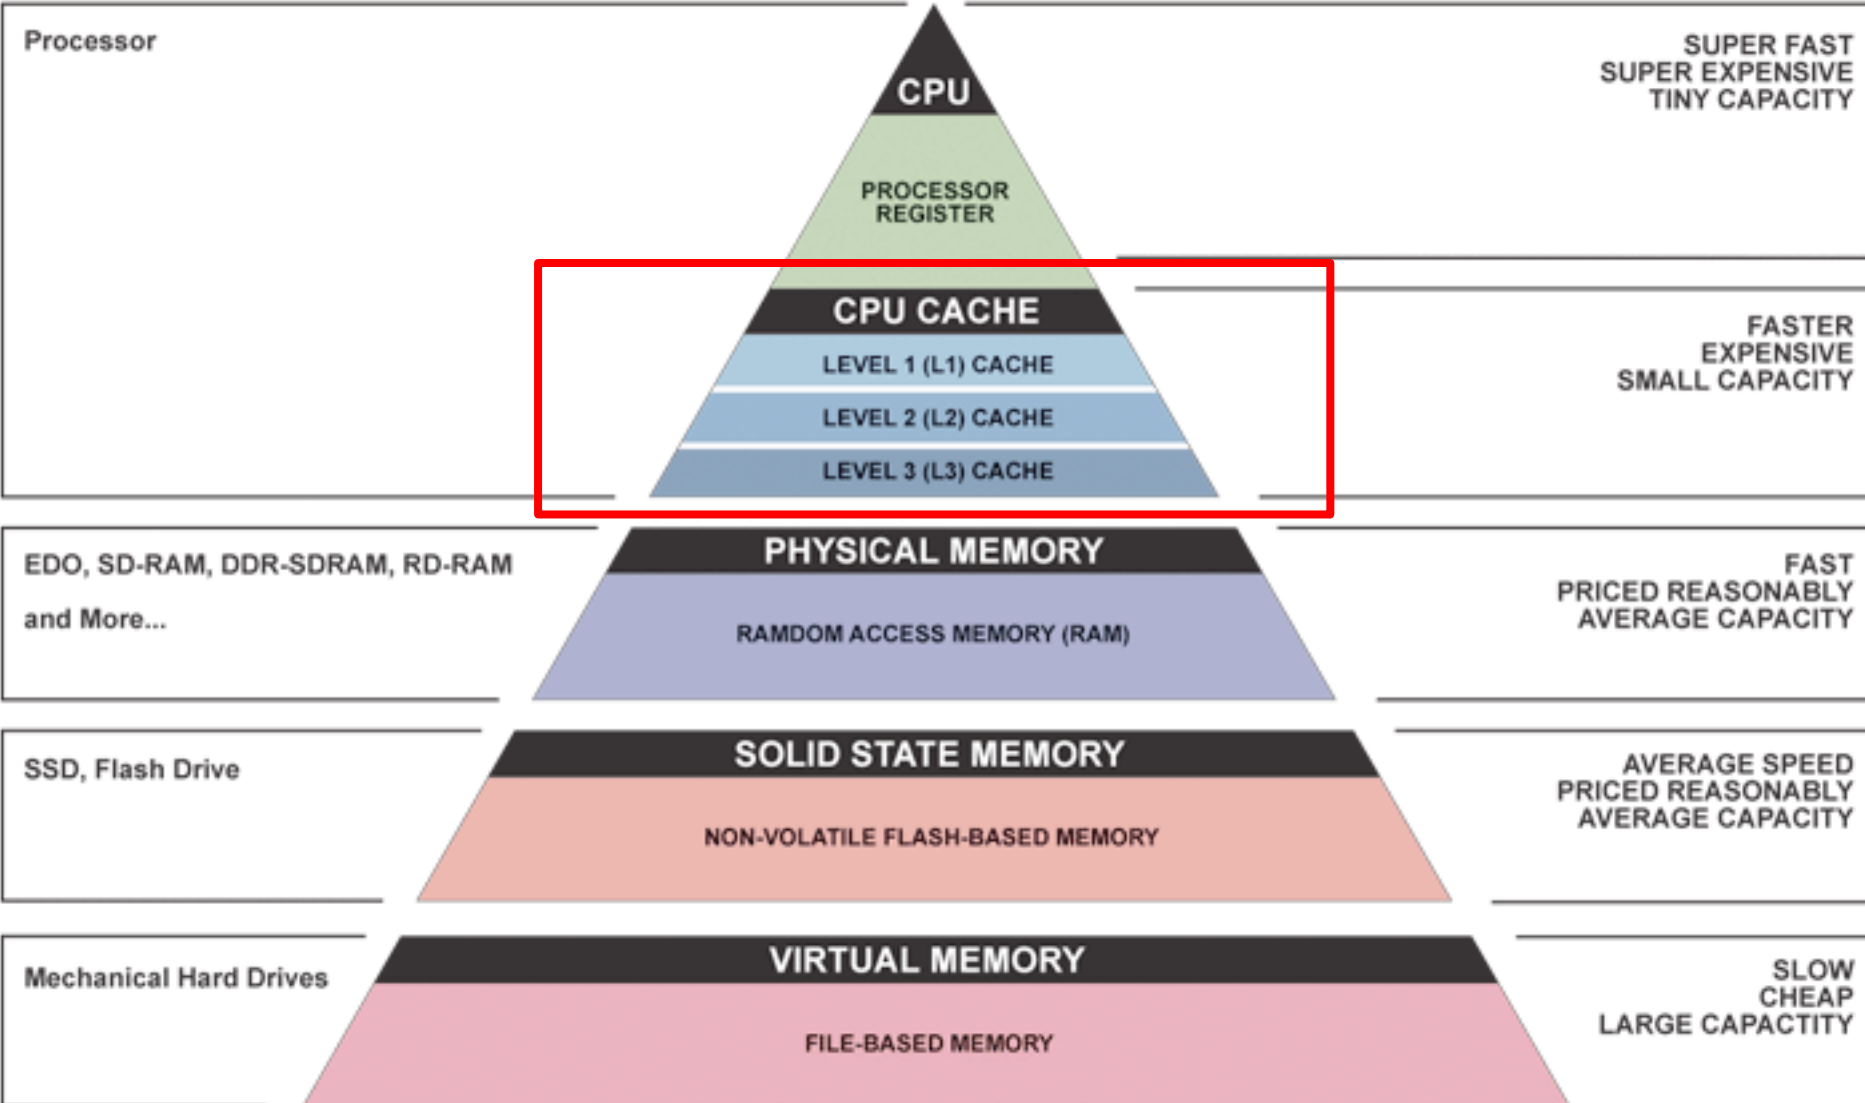 Processor
CPU
SUPER FAST
SUPER EXPENSIVE
TINY CAPACITY
PROCESSOR
REGISTER
CPU CACHE
LEVEL 1 (L1) CACHE
LEVEL 2 (L2) CACHE
LEVEL 3 (L3) CACHE
FASTER
EXPENSIVE
SMALL CAPACITY
EDO, SD-RAM, DDR-SDRAM, RD-RAM
and More...
PHYSICAL MEMORY
RAMDOM ACCESS MEMORY (RAM)
FAST
PRICED REASONABLY
AVERAGE CAPACITY
SSD, Flash Drive
SOLID STATE MEMORY
NON-VOLATILE FLASH-BASED MEMORY
AVERAGE SPEED
PRICED REASONABLY
AVERAGE CAPACITY
Mechanical Hard Drives
VIRTUAL MEMORY
FILE-BASED MEMORY
SLOW
CHEAP
LARGE CAPACTITY